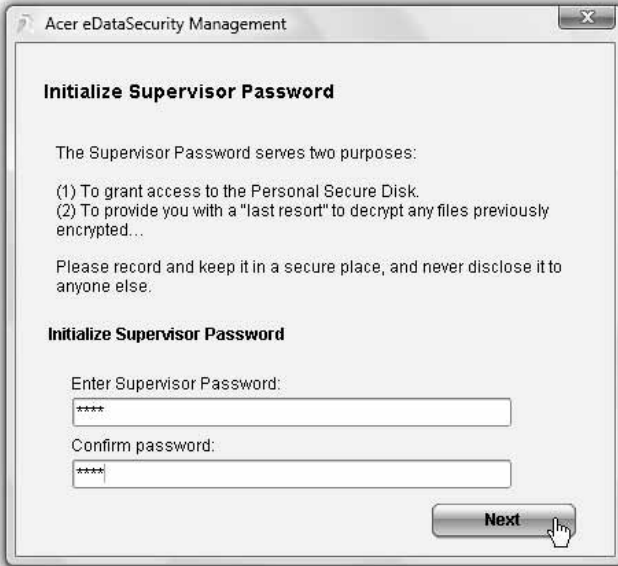 Acer eDataSecurity Management
x
Initialize Supervisor Password
The Supervisor Password serves two purposes:
(1) To grant access to the Personal Secure Disk.
(2) To provide you with a "last resort" to decrypt any files previously
encrypted...
Please record and keep it in a secure place, and never disclose it to
anyone else.
Initialize Supervisor Password
Enter Supervisor Password:
****
Confirm password:
****
Next